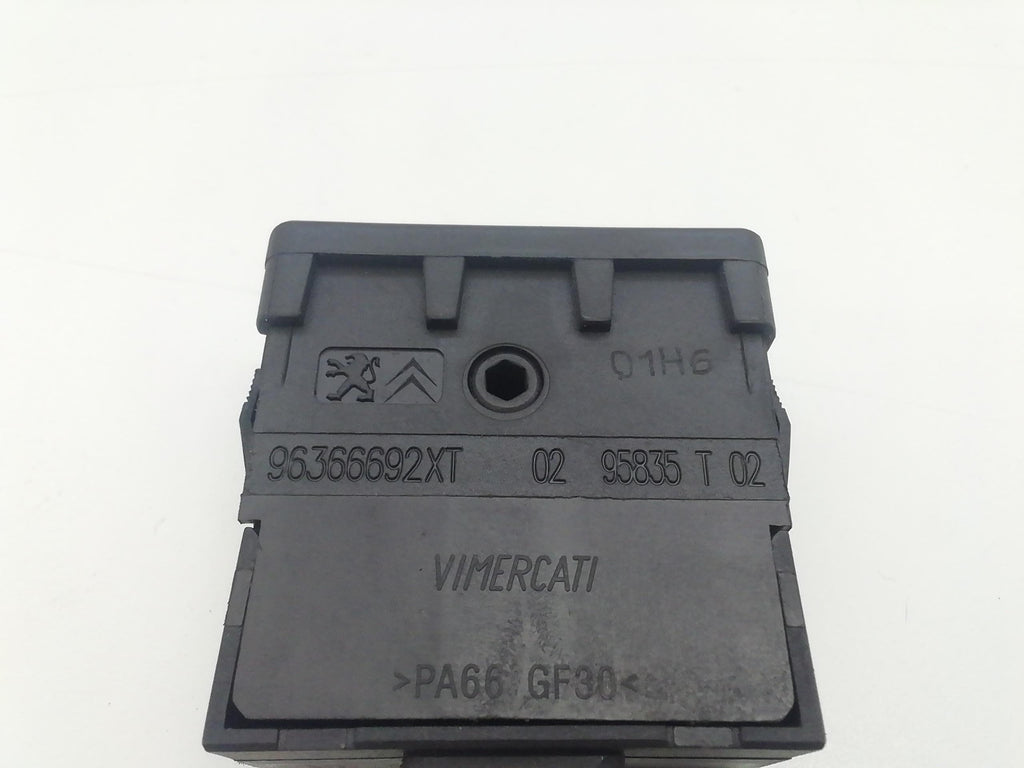 01H6
96366692XT 02 95835 T 02
VIMERCATI
>PA66 GF30<